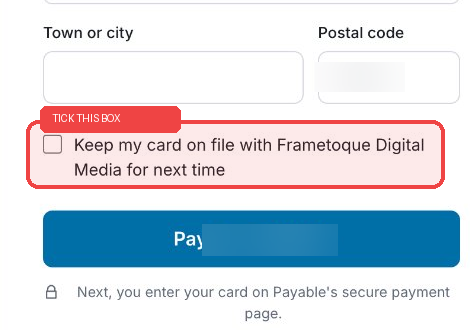 Town or city
Postal code
TICK THIS BOX
Keep my card on file with Frametoque Digital
Media for next time
Pay
Next, you enter your card on Payable's secure payment
page.